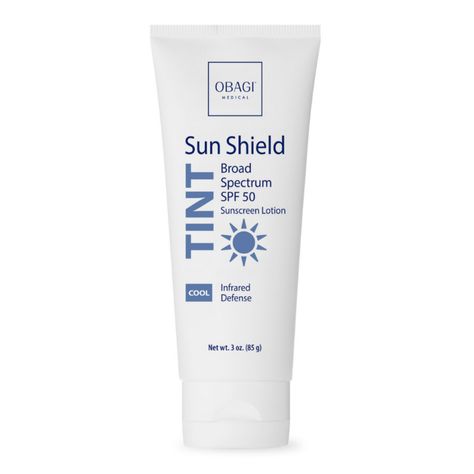 OBAGI
MEDICAL
Sun Shield
TINT
Broad
Spectrum
SPF 50
Sunscreen Lotion
COOL
Infrared
Defense
Net wt. 3 oz. (85 g)